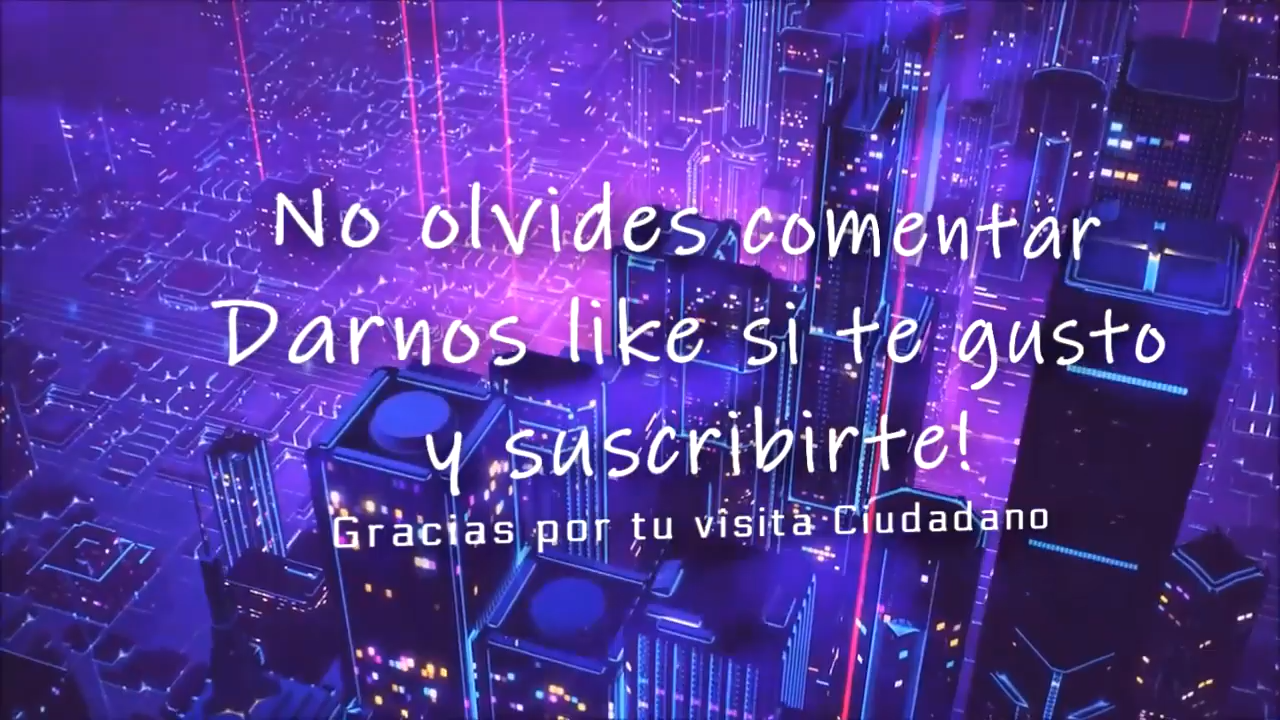 No olvides comentar
Darnos like si te gusto
y suscribirte!
Gracias por tu visita Ciudadano